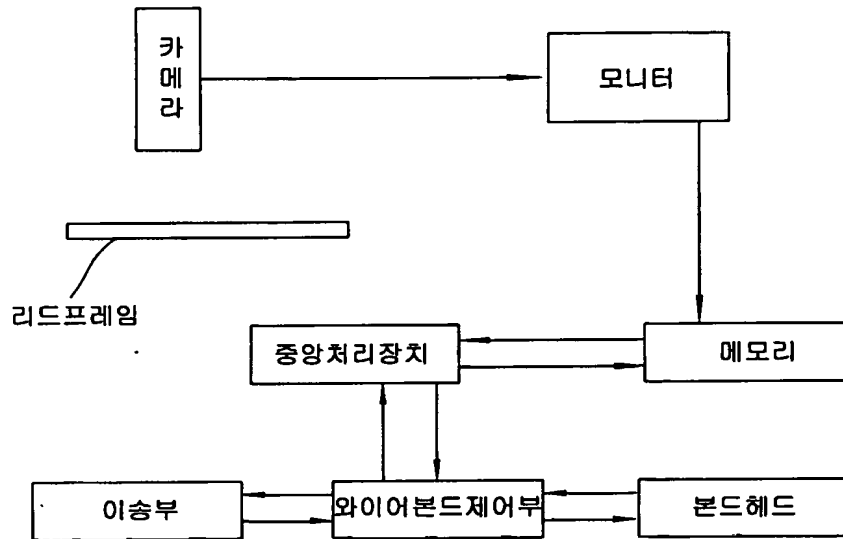 카메라
모니터
리드프레임
중앙처리장치
메모리
이송부
와이어본드제어부
본드헤드